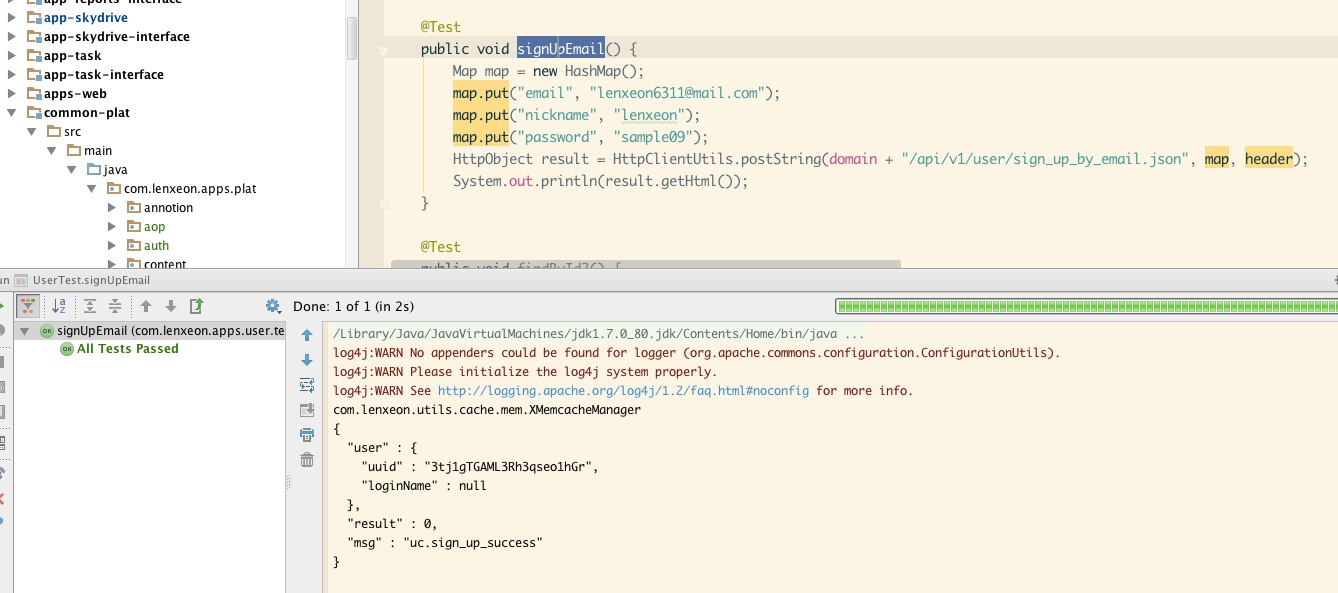 app-reports-interface
app-skydrive
app-skydrive-interface
app-task
app-task-interface
apps-web
common-plat
src
main
java
com.lenxeon.apps.plat
annotion
aop
auth
content
@Test
public void signUpEmail() {
Map map = new HashMap();
map.put("email", "lenxeon6311@mail.com");
map.put("nickname", "lenxeon");
map.put("password", "sample09");
HttpObject result = HttpClientUtils.postString(domain + "/api/v1/user/sign_up_by_email.json", map, header);
System.out.println(result.getHtml());
}
@Test
public void findById2() {
un UserTest.signUpEmail
Done: 1 of 1 (in 2s)
signUpEmail (com.lenxeon.apps.user.te
All Tests Passed
/Library/Java/JavaVirtualMachines/jdk1.7.0_80.jdk/Contents/Home/bin/java ...
log4j:WARN No appenders could be found for logger (org.apache.commons.configuration.ConfigurationUtils).
log4j:WARN Please initialize the log4j system properly.
log4j:WARN See http://logging.apache.org/log4j/1.2/faq.html#noconfig for more info.
com.lenxeon.utils.cache.mem.XMemcacheManager
{
"user" : {
"uuid" : "3tj1gTGAML3Rh3qseo1hGr",
"loginName" : null
},
"result" : 0,
"msg" : "uc.sign_up_success"
}